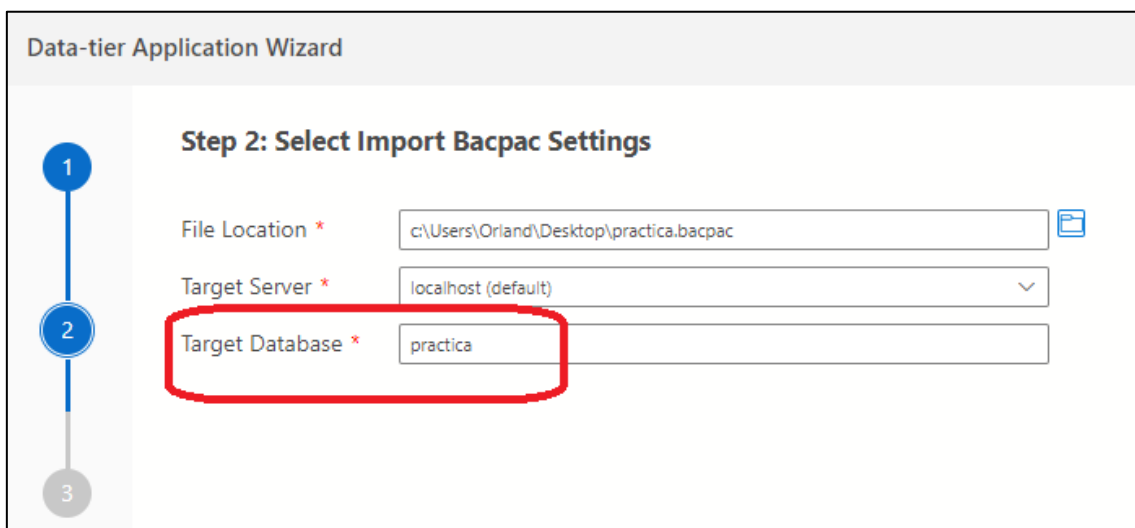 Data-tier Application Wizard
Step 2: Select Import Bacpac Settings
1
File Location * c:\Users\Orland\Desktop\practica.bacpac
Target Server * localhost (default)
2
Target Database * practica
3